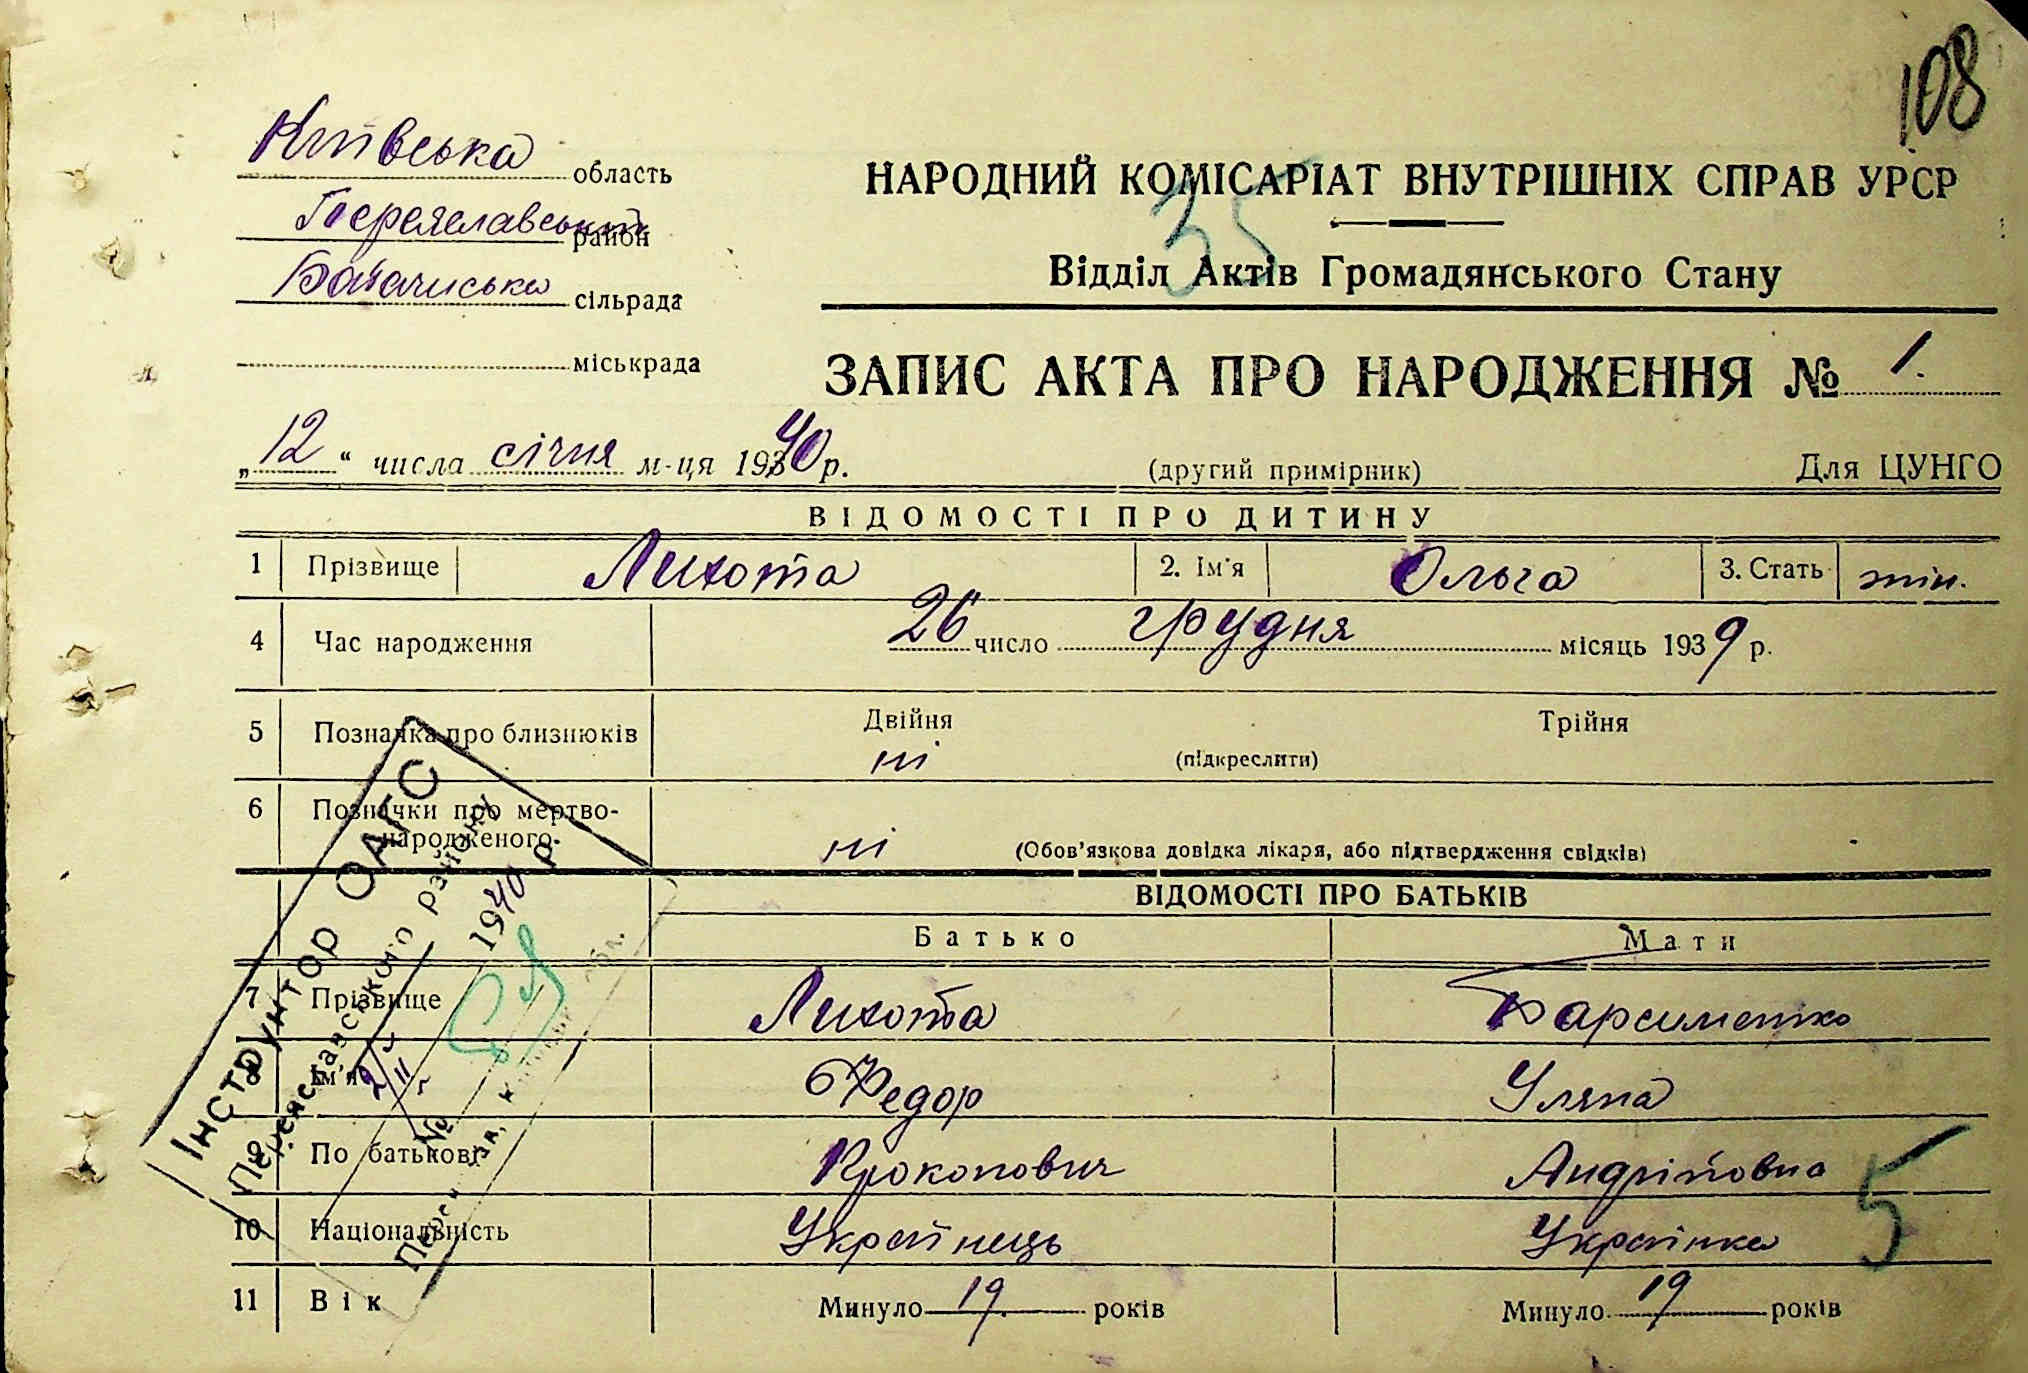 108
Київська область
Переяславський район
сільрада
міськрада
НАРОДНИЙ КОМІСАРІАТ ВНУТРІШНІХ СПРАВ УРСР
35
Відділ Актів Громадянського Стану
ЗАПИС АКТА ПРО НАРОДЖЕННЯ № 1.
„12“ числа січня м-ця 1940 р.
(другий примірник)
Для ЦУНГО
ВІДОМОСТІ ПРО ДИТИНУ
1 Прізвище Лихота 2. Ім'я Ольга 3. Стать жін.
4 Час народження 26 число грудня місяць 1939 р.
5 Позначка про близнюків Двійня Трійня
ні (підкреслити)
6 Позначки про мертво-
народженого ні (Обов'язкова довідка лікаря, або підтвердження свідків)
ВІДОМОСТІ ПРО БАТЬКІВ
Батько Мати
7 Прізвище Лихота
8 Ім'я Федор Уляна
9 По батькові Прокопович Андріївна
5
10 Національність Українець Українка
11 Вік Минуло 19 років Минуло 19 років
Інструктор ОАГС
Переяславського району
1940 р.
№